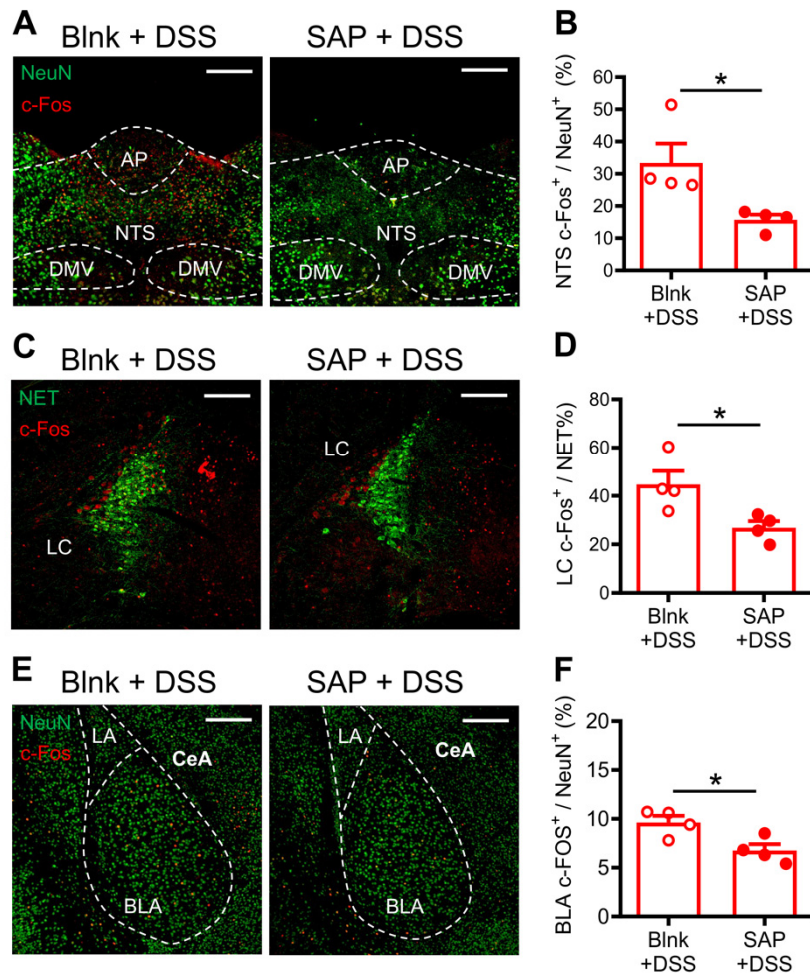 A
Blnk + DSS
SAP + DSS
NeuN
c-Fos
AP
NTS
DMV
DMV
AP
NTS
DMV
DMV
B
NTS c-Fos⁺ / NeuN⁺ (%)
60
50
40
30
20
10
0
*
Blnk
+DSS
SAP
+DSS
C
Blnk + DSS
SAP + DSS
NET
c-Fos
LC
LC
D
LC c-Fos⁺ / NET%)
80
60
40
20
0
*
Blnk
+DSS
SAP
+DSS
E
Blnk + DSS
SAP + DSS
NeuN
c-Fos
LA
CeA
BLA
LA
CeA
BLA
F
BLA c-FOS⁺ / NeuN⁺ (%)
20
15
10
5
0
*
Blnk
+DSS
SAP
+DSS